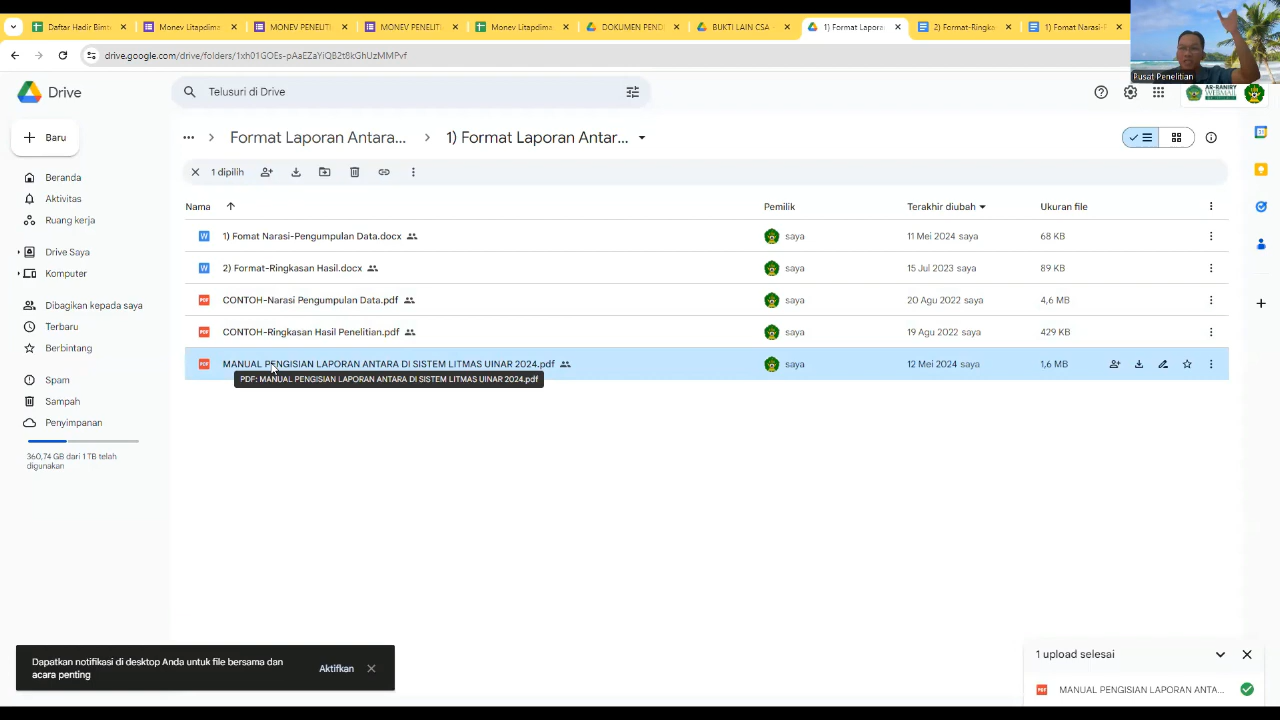 Daftar Hadir Bimt
Monev Litapdima
MONEV PENELITI
MONEV PENELIT
Monev Litapdima
DOKUMEN PEND
BUKTI LAIN CSA
1) Format Lapora
2) Format-Ringka
1) Fomat Narasi-F
drive.google.com/drive/folders/1xh01GOEs-pAaEZaYiQB2t8kGhUzMMPvf
Pusat Penelitian
Drive
Telusuri di Drive
AR-RANIRY
WEBMAIL
Baru
Format Laporan Antara...
1) Format Laporan Antar...
1 dipilih
Beranda
Aktivitas
Ruang kerja
Drive Saya
Komputer
Dibagikan kepada saya
Terbaru
Berbintang
Spam
Sampah
Penyimpanan
360,74 GB dari 1 TB telah
digunakan
Nama
Pemilik
Terakhir diubah
Ukuran file
1) Fomat Narasi-Pengumpulan Data.docx
saya
11 Mei 2024 saya
68 KB
2) Format-Ringkasan Hasil.docx
saya
15 Jul 2023 saya
89 KB
CONTOH-Narasi Pengumpulan Data.pdf
saya
20 Agu 2022 saya
4,6 MB
CONTOH-Ringkasan Hasil Penelitian.pdf
saya
19 Agu 2022 saya
429 KB
MANUAL PENGISIAN LAPORAN ANTARA DI SISTEM LITMAS UINAR 2024.pdf
saya
12 Mei 2024 saya
1,6 MB
PDF: MANUAL PENGISIAN LAPORAN ANTARA DI SISTEM LITMAS UINAR 2024.pdf
Dapatkan notifikasi di desktop Anda untuk file bersama dan
acara penting
Aktifkan
1 upload selesai
MANUAL PENGISIAN LAPORAN ANTA...